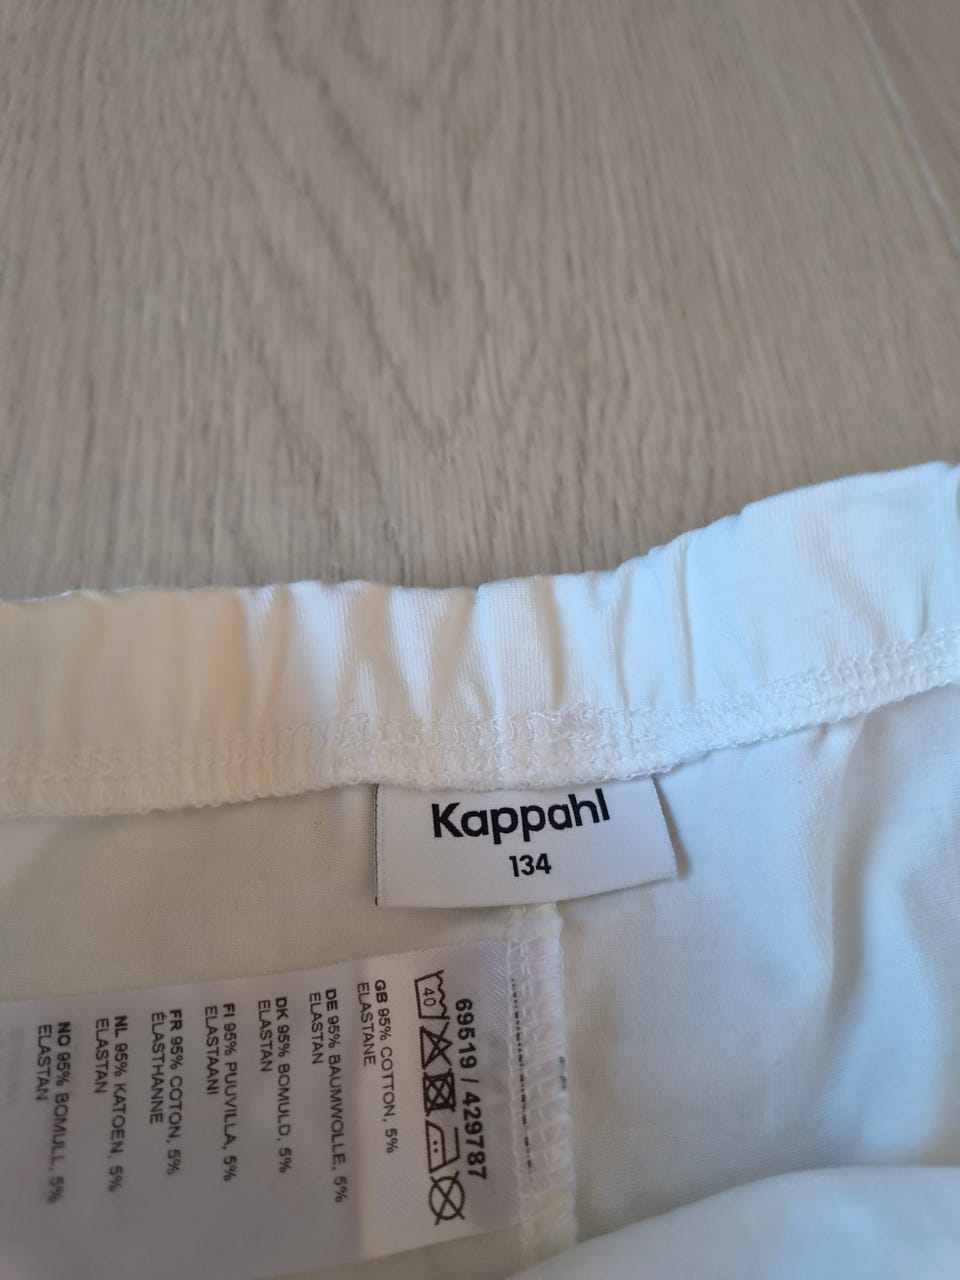 Kappahl
134
69519 / 429787
40
GB 95% COTTON, 5%
ELASTANE
DE 95% BAUMWOLLE, 5%
ELASTAN
DK 95% BOMULD, 5%
ELASTAN
FI 95% PUUVILLA, 5%
ELASTAANI
FR 95% COTON, 5%
ÉLASTHANNE
NL 95% KATOEN, 5%
ELASTAN
NO 95% BOMULL, 5%
ELASTAN